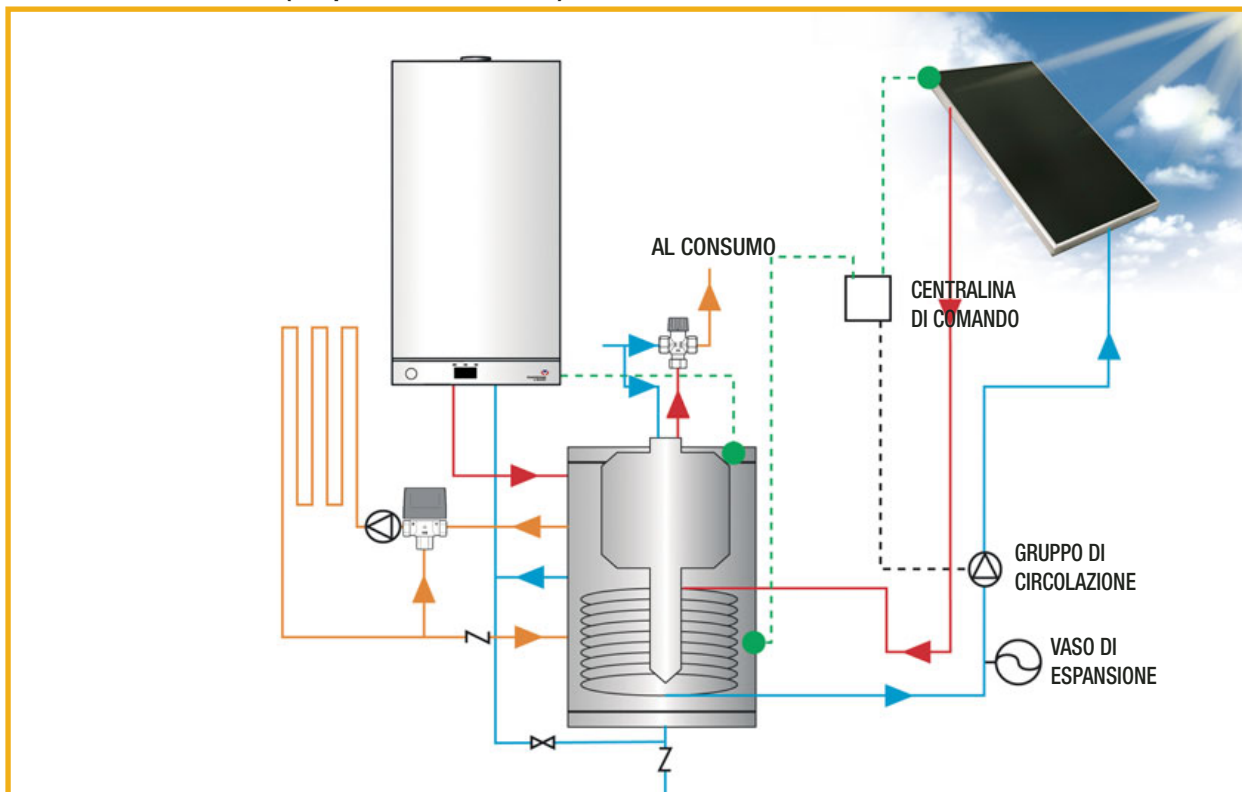 AL CONSUMO
CENTRALINA
DI COMANDO
GRUPPO DI
CIRCOLAZIONE
VASO DI
ESPANSIONE